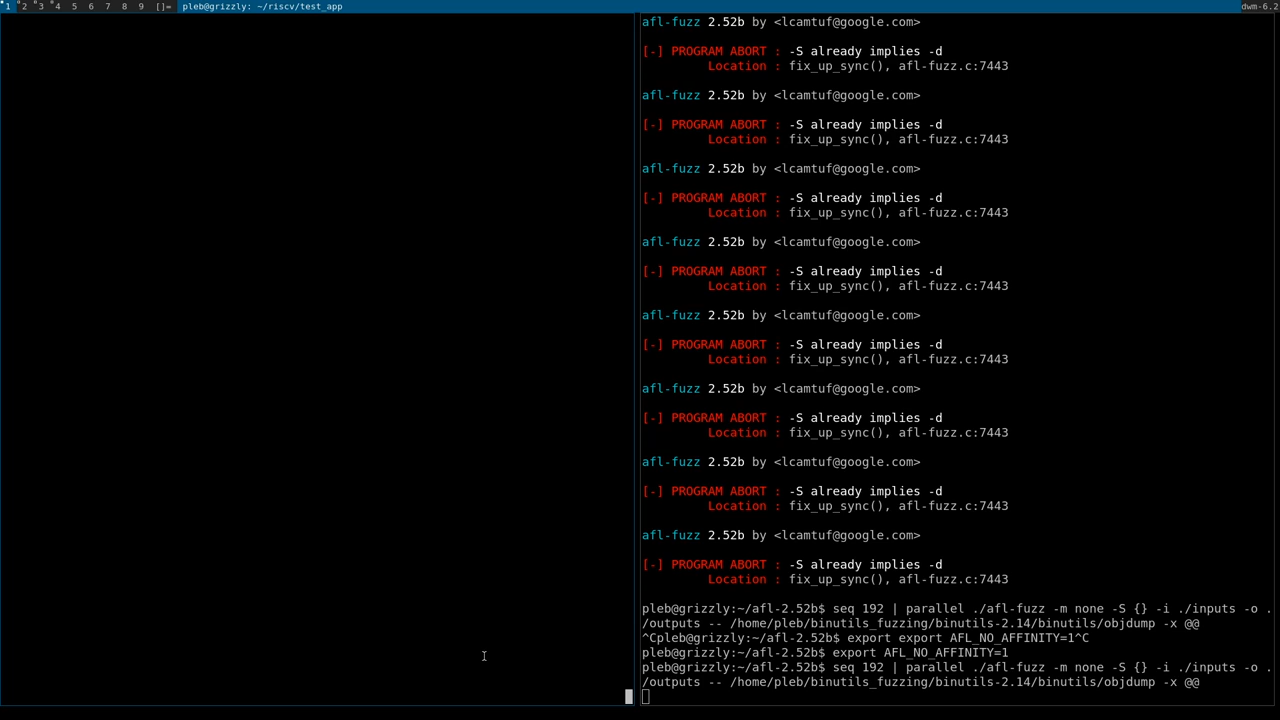 1 2 3 4 5 6 7 8 9 []= pleb@grizzly: ~/riscv/test_app dwm-6.2
afl-fuzz 2.52b by <lcamtuf@google.com>
[-] PROGRAM ABORT : -S already implies -d
Location : fix_up_sync(), afl-fuzz.c:7443
afl-fuzz 2.52b by <lcamtuf@google.com>
[-] PROGRAM ABORT : -S already implies -d
Location : fix_up_sync(), afl-fuzz.c:7443
afl-fuzz 2.52b by <lcamtuf@google.com>
[-] PROGRAM ABORT : -S already implies -d
Location : fix_up_sync(), afl-fuzz.c:7443
afl-fuzz 2.52b by <lcamtuf@google.com>
[-] PROGRAM ABORT : -S already implies -d
Location : fix_up_sync(), afl-fuzz.c:7443
afl-fuzz 2.52b by <lcamtuf@google.com>
[-] PROGRAM ABORT : -S already implies -d
Location : fix_up_sync(), afl-fuzz.c:7443
afl-fuzz 2.52b by <lcamtuf@google.com>
[-] PROGRAM ABORT : -S already implies -d
Location : fix_up_sync(), afl-fuzz.c:7443
afl-fuzz 2.52b by <lcamtuf@google.com>
[-] PROGRAM ABORT : -S already implies -d
Location : fix_up_sync(), afl-fuzz.c:7443
afl-fuzz 2.52b by <lcamtuf@google.com>
[-] PROGRAM ABORT : -S already implies -d
Location : fix_up_sync(), afl-fuzz.c:7443
pleb@grizzly:~/afl-2.52b$ seq 192 | parallel ./afl-fuzz -m none -S {} -i ./inputs -o .
/outputs -- /home/pleb/binutils_fuzzing/binutils-2.14/binutils/objdump -x @@
^Cpleb@grizzly:~/afl-2.52b$ export export AFL_NO_AFFINITY=1^C
pleb@grizzly:~/afl-2.52b$ export AFL_NO_AFFINITY=1
pleb@grizzly:~/afl-2.52b$ seq 192 | parallel ./afl-fuzz -m none -S {} -i ./inputs -o .
/outputs -- /home/pleb/binutils_fuzzing/binutils-2.14/binutils/objdump -x @@